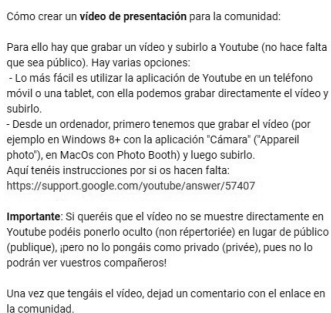 Cómo crear un vídeo de presentación para la comunidad:
Para ello hay que grabar un vídeo y subirlo a Youtube (no hace falta
que sea público). Hay varias opciones:
- Lo más fácil es utilizar la aplicación de Youtube en un teléfono
móvil o una tablet, con ella podemos grabar directamente el vídeo y
subirlo.
- Desde un ordenador, primero tenemos que grabar el vídeo (por
ejemplo en Windows 8+ con la aplicación "Cámara" ("Appareil
photo"), en MacOs con Photo Booth) y luego subirlo.
Aquí tenéis instrucciones por si os hacen falta:
https://support.google.com/youtube/answer/57407
Importante: Si queréis que el vídeo no se muestre directamente en
Youtube podéis ponerlo oculto (non répertoriée) en lugar de público
(publique), ¡pero no lo pongáis como privado (privée), pues no lo
podrán ver vuestros compañeros!
Una vez que tengáis el vídeo, dejad un comentario con el enlace en
la comunidad.